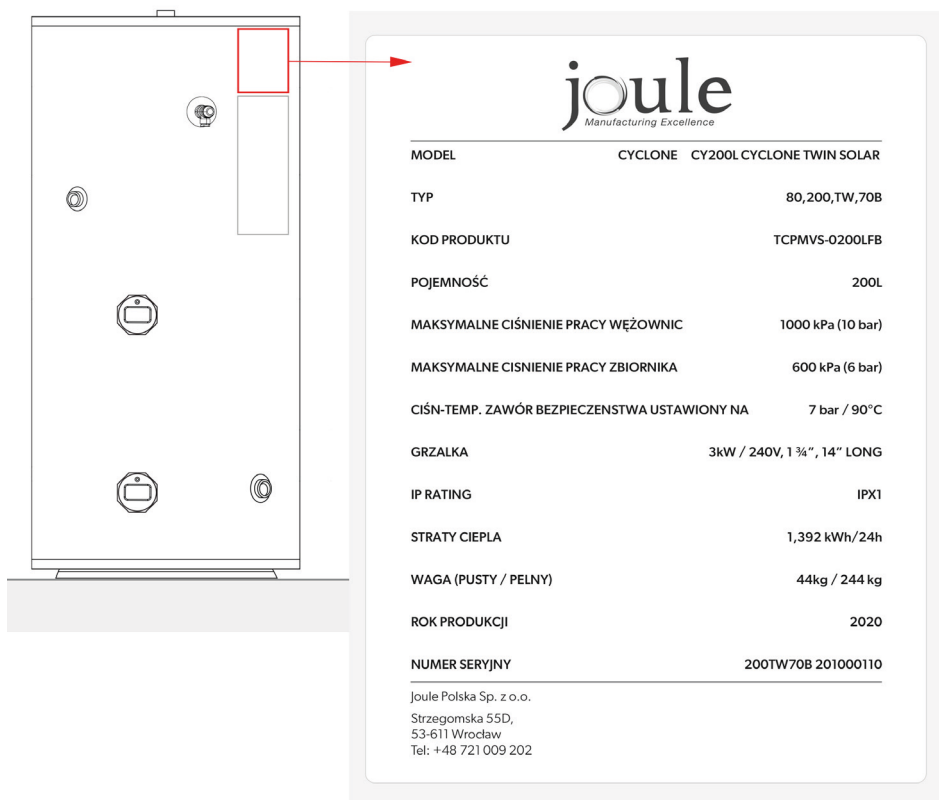 joule
Manufacturing Excellence
MODEL CYCLONE CY200L CYCLONE TWIN SOLAR
TYP 80,200,TW,70B
KOD PRODUKTU TCPMVS-0200LFB
POJEMNOŚĆ 200L
MAKSYMALNE CIŚNIENIE PRACY WĘŻOWNIC 1000 kPa (10 bar)
MAKSYMALNE CISNIENIE PRACY ZBIORNIKA 600 kPa (6 bar)
CIŚN-TEMP. ZAWÓR BEZPIECZENSTWA USTAWIONY NA 7 bar / 90°C
GRZALKA 3kW / 240V, 1 ¾”, 14” LONG
IP RATING IPX1
STRATY CIEPLA 1,392 kWh/24h
WAGA (PUSTY / PELNY) 44kg / 244 kg
ROK PRODUKCJI 2020
NUMER SERYJNY 200TW70B 201000110
Joule Polska Sp. z o.o.
Strzegomska 55D,
53-611 Wrocław
Tel: +48 721 009 202